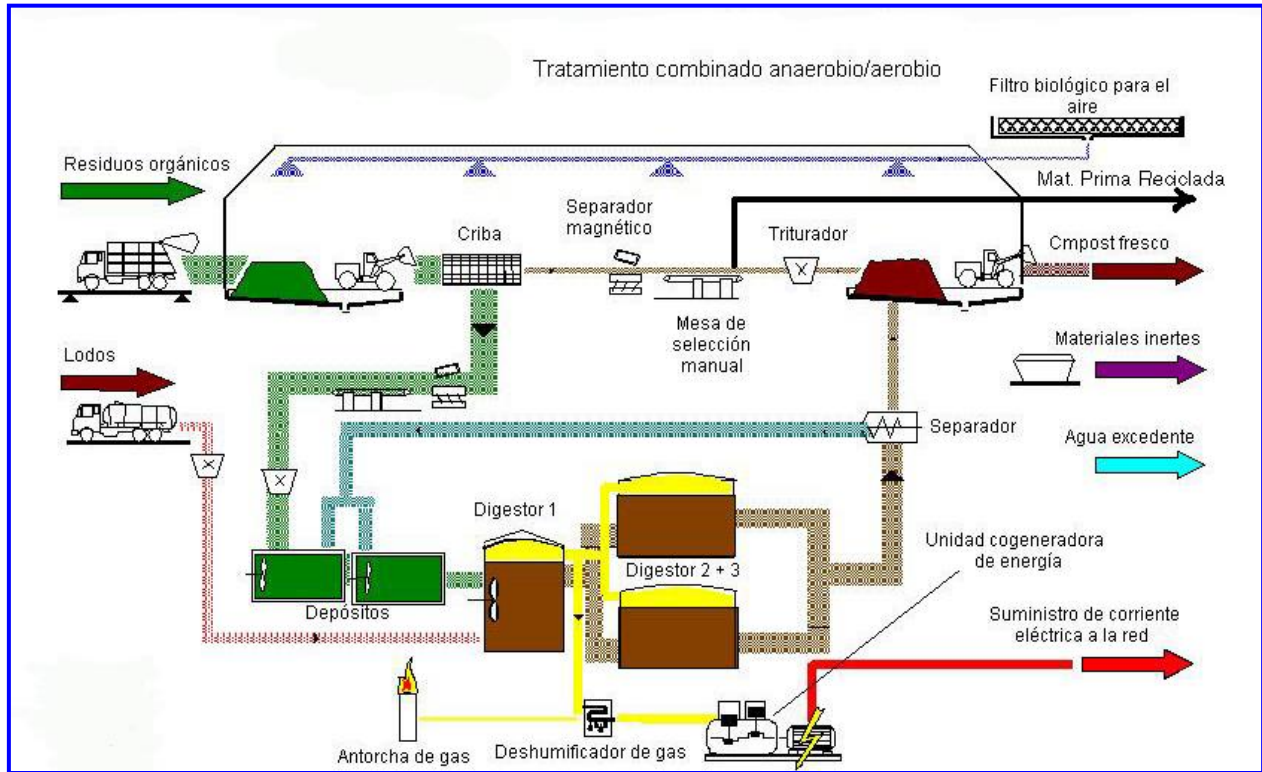 Tratamiento combinado anaerobio/aerobio
Filtro biológico para el
aire
Residuos orgánicos
Mat. Prima Reciclada
Separador
magnético
Criba
Triturador
Cmpost fresco
Mesa de
selección
manual
Materiales inertes
Lodos
Separador
Agua excedente
Digestor 1
Unidad cogeneradora
de energía
Digestor 2 + 3
Depósitos
Suministro de corriente
eléctrica a la red
Antorcha de gas
Deshumificador de gas